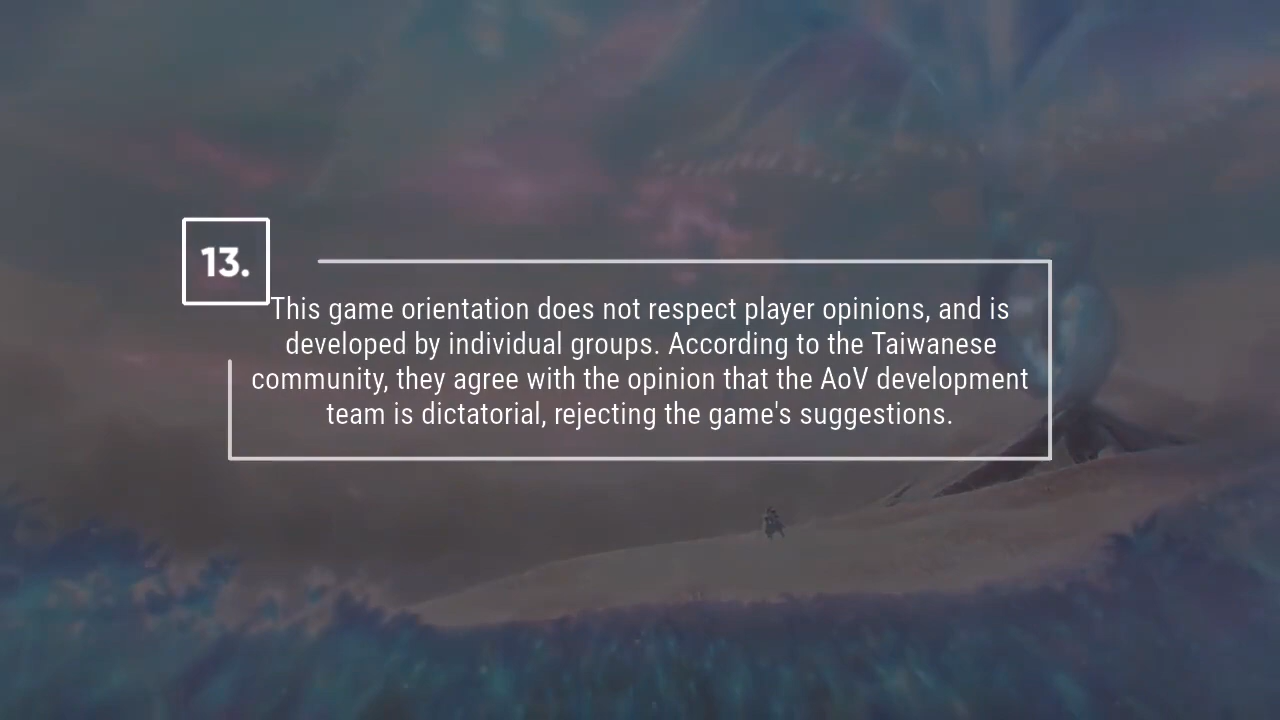 13.
This game orientation does not respect player opinions, and is
developed by individual groups. According to the Taiwanese
community, they agree with the opinion that the AoV development
team is dictatorial, rejecting the game's suggestions.